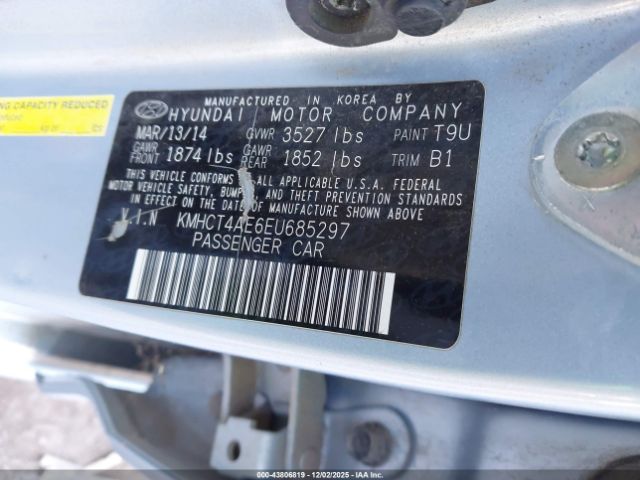 NG CAPACITY REDUCED
MANUFACTURED IN KOREA BY
HYUNDAI MOTOR COMPANY
MAR/13/14 GVWR 3527 lbs PAINT T9U
GAWR FRONT 1874 lbs GAWR REAR 1852 lbs TRIM B1
THIS VEHICLE CONFORMS TO ALL APPLICABLE U.S.A. FEDERAL
MOTOR VEHICLE SAFETY, BUMPER, AND THEFT PREVENTION STANDARDS
IN EFFECT ON THE DATE OF MANUFACTURE SHOWN ABOVE.
V.I.N KMHCT4AE6EU685297
PASSENGER CAR
© IAA 000-43806819 | 12/02/2025 - IAAI.COM